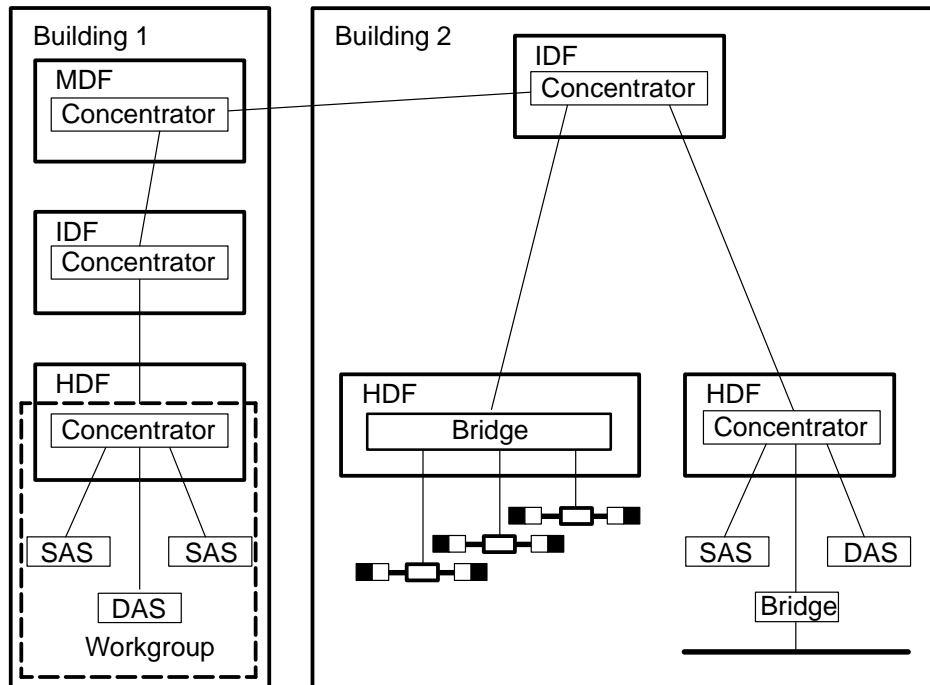 Building 1
MDF
Concentrator
IDF
Concentrator
HDF
Concentrator
SAS
SAS
DAS
Workgroup
Building 2
IDF
Concentrator
HDF
Bridge
HDF
Concentrator
SAS
DAS
Bridge